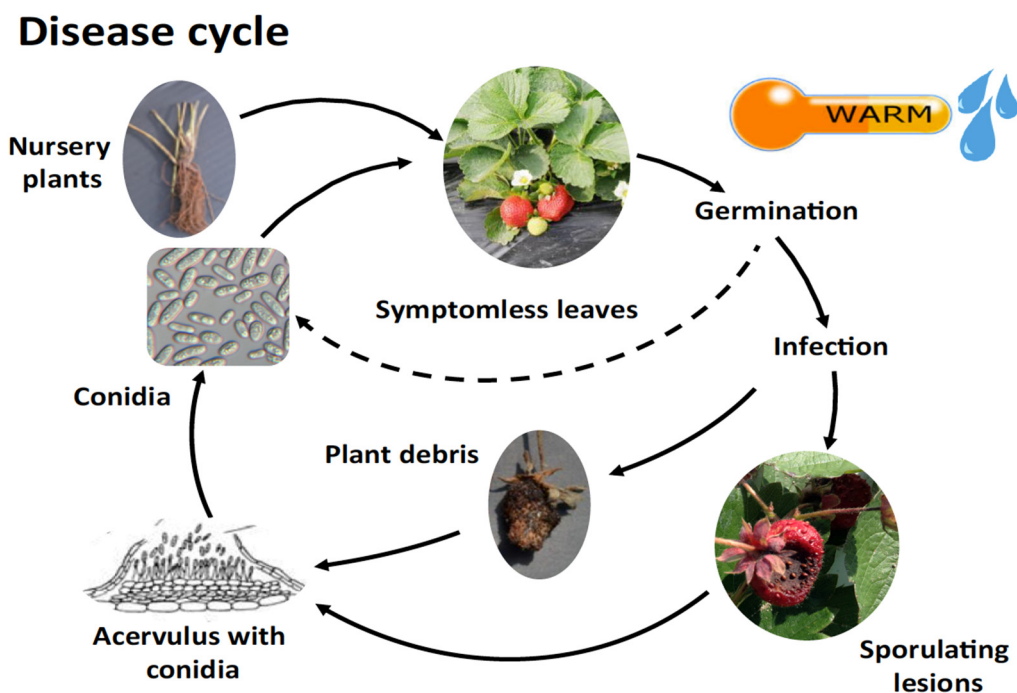 Disease cycle
Nursery
plants
WARM
Germination
Symptomless leaves
Infection
Conidia
Plant debris
Acervulus with
conidia
Sporulating
lesions